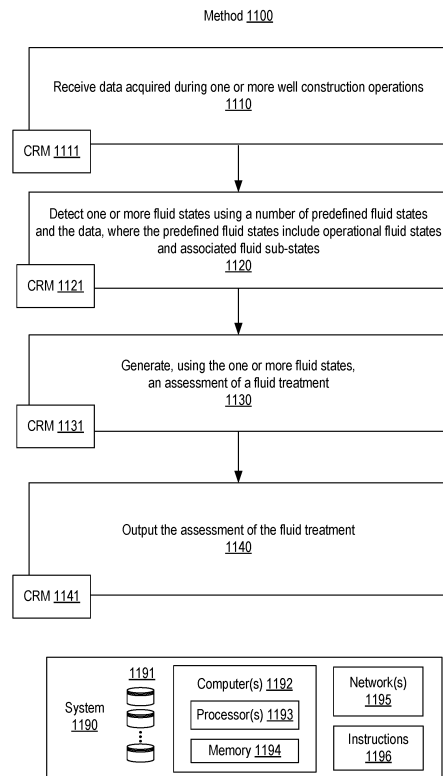 Method 1100
Receive data acquired during one or more well construction operations
1110
CRM 1111
Detect one or more fluid states using a number of predefined fluid states
and the data, where the predefined fluid states include operational fluid states
and associated fluid sub-states
1120
CRM 1121
Generate, using the one or more fluid states,
an assessment of a fluid treatment
1130
CRM 1131
Output the assessment of the fluid treatment
1140
CRM 1141
System
1190
1191
Computer(s) 1192
Processor(s) 1193
Memory 1194
Network(s)
1195
Instructions
1196